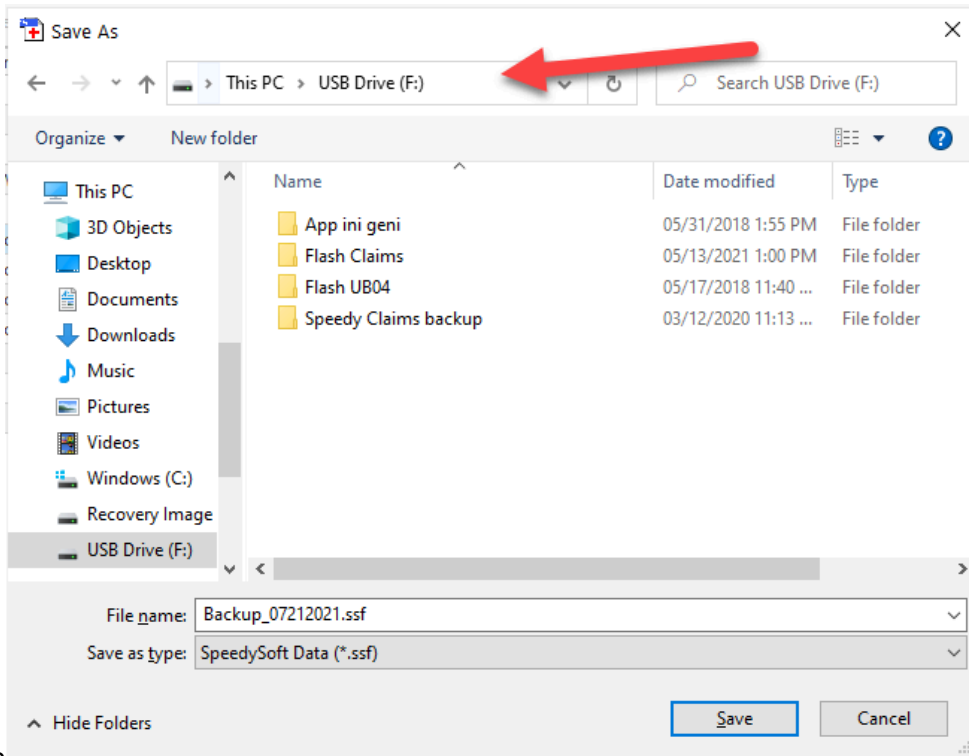 Save As
This PC > USB Drive (F:)
Search USB Drive (F:)
Organize
New folder
?
Name
Date modified
Type
This PC
3D Objects
Desktop
Documents
Downloads
Music
Pictures
Videos
Windows (C:)
Recovery Image
USB Drive (F:)
App ini geni 05/31/2018 1:55 PM File folder
Flash Claims 05/13/2021 1:00 PM File folder
Flash UB04 05/17/2018 11:40 ... File folder
Speedy Claims backup 03/12/2020 11:13 ... File folder
File name: Backup_07212021.ssf
Save as type: SpeedySoft Data (*.ssf)
Hide Folders
Save
Cancel